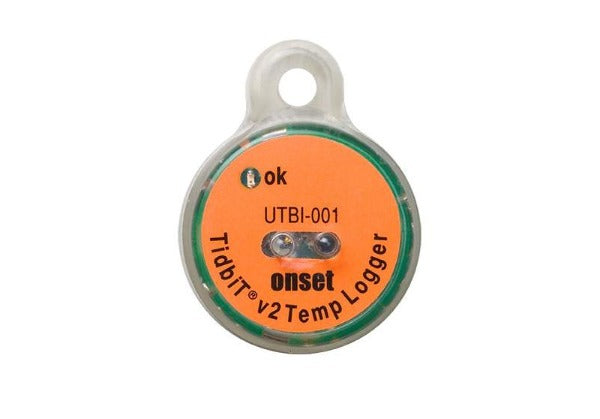 ok
UTBI-001
onset
TidbiT® v2 Temp Logger